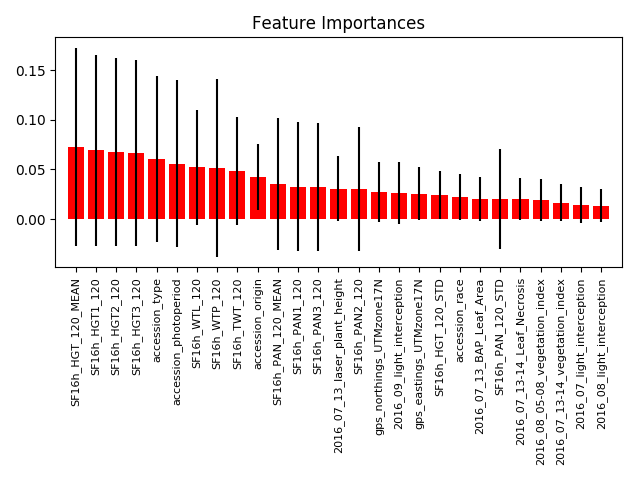 Feature Importances
0.15
0.10
0.05
0.00
SF16h_HGT_120_MEAN
SF16h_HGT1_120
SF16h_HGT2_120
SF16h_HGT3_120
accession_type
accession_photoperiod
SF16h_WTL_120
SF16h_WTP_120
SF16h_TWT_120
accession_origin
SF16h_PAN_120_MEAN
SF16h_PAN1_120
SF16h_PAN3_120
2016_07_13_laser_plant_height
SF16h_PAN2_120
gps_northings_UTMzone17N
2016_09_light_interception
gps_eastings_UTMzone17N
SF16h_HGT_120_STD
accession_race
2016_07_13_BAP_Leaf_Area
SF16h_PAN_120_STD
2016_07_13-14_Leaf_Necrosis
2016_08_05-08_vegetation_index
2016_07_13-14_vegetation_index
2016_07_light_interception
2016_08_light_interception